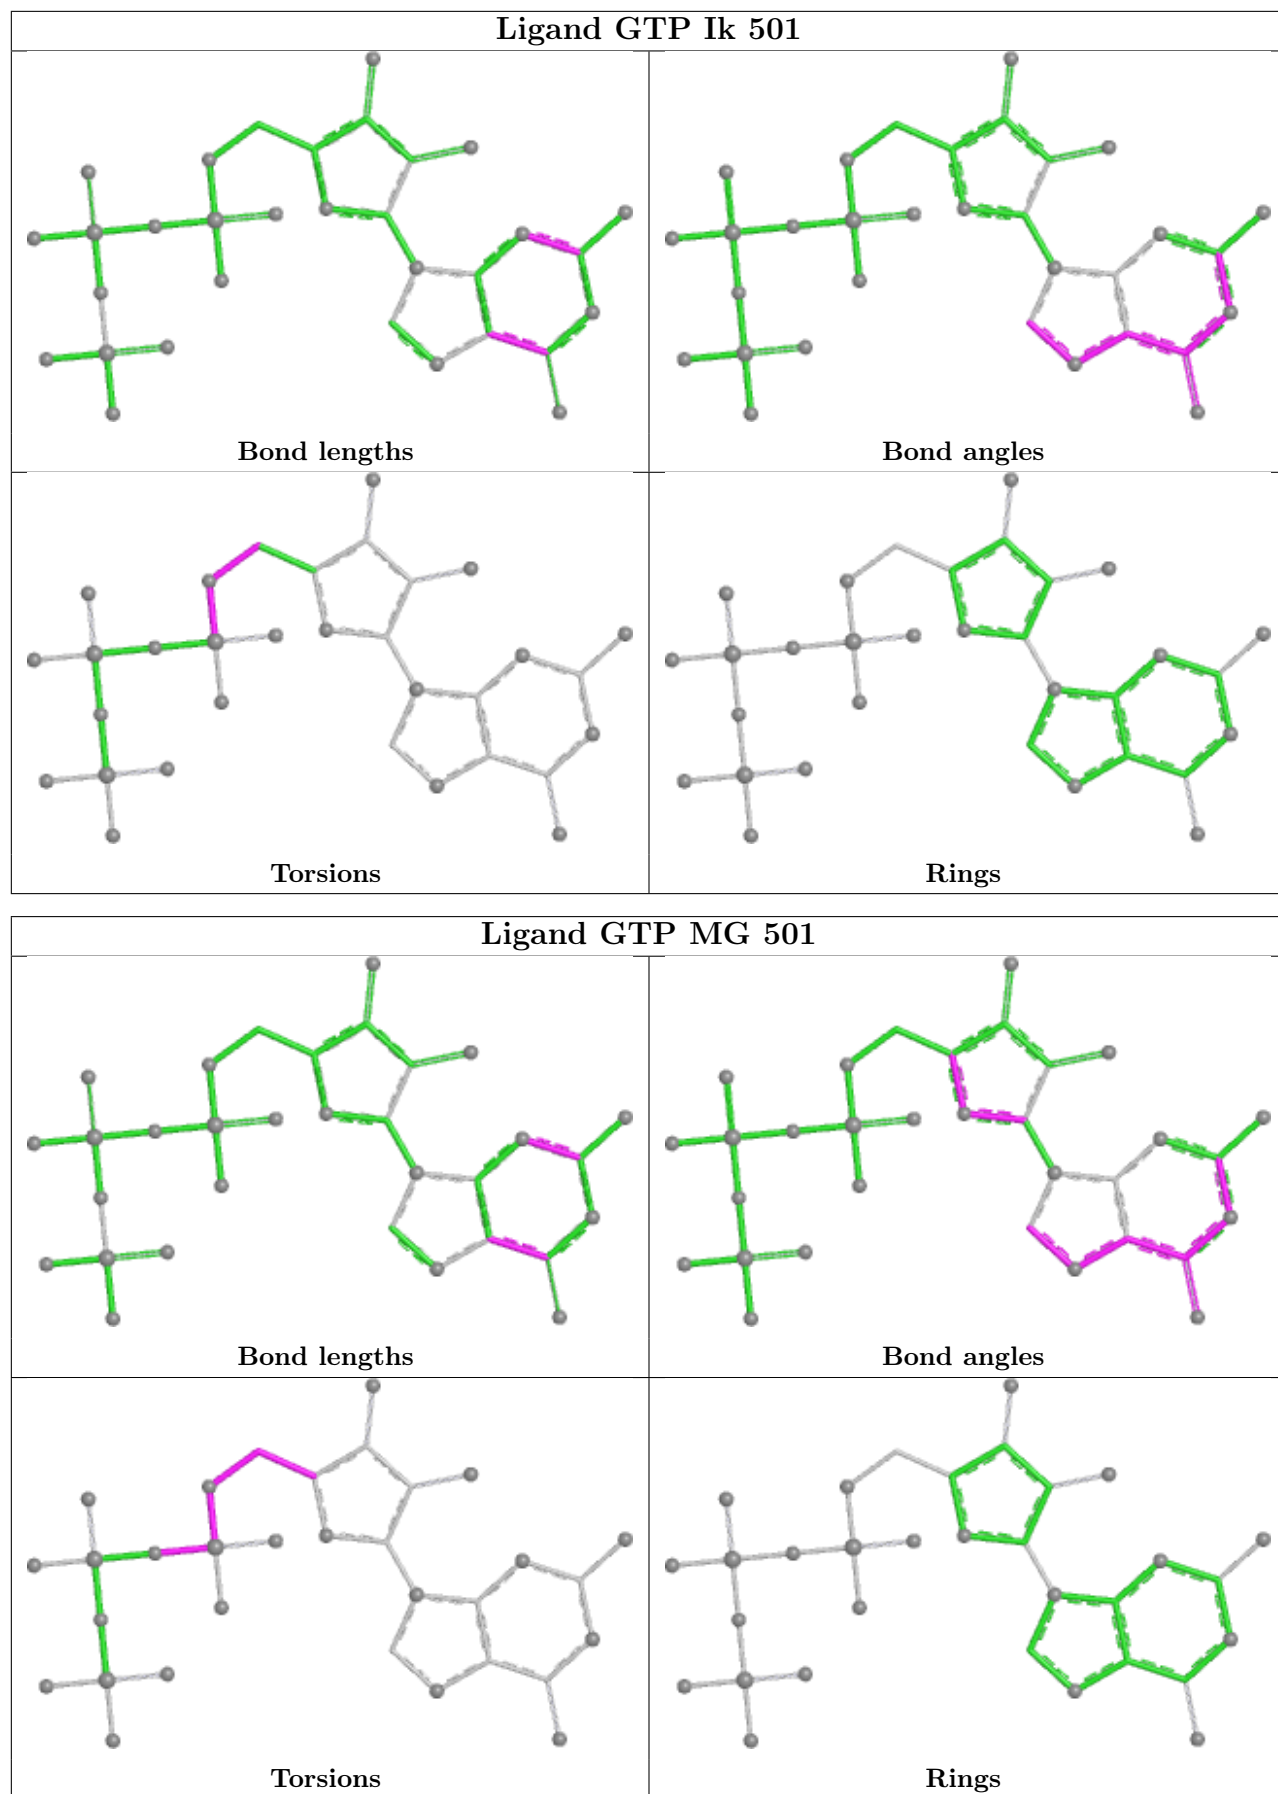 Ligand GTP Ik 501
Bond lengths
Bond angles
Torsions
Rings
Ligand GTP MG 501
Bond lengths
Bond angles
Torsions
Rings